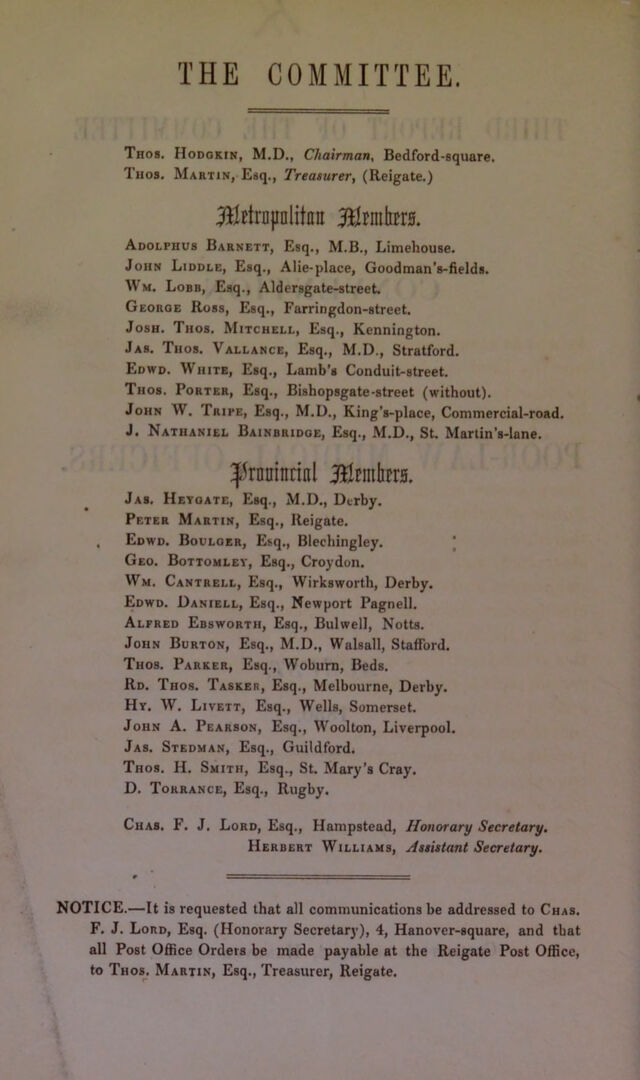 THE COMMITTEE.
THOS. HODGKIN, M.D., Chairman, Bedford-square.
THOS. MARTIN, Esq., Treasurer, (Reigate.)
Metropolitan Members.
ADOLPHUS BARNETT, Esq., M.B., Limehouse.
JOHN LIDDLE, Esq., Alie-place, Goodman's-fields.
WM. LOBB, Esq., Aldersgate-street.
GEORGE ROSS, Esq., Farringdon-street.
JOSH. THOS. MITCHELL, Esq., Kennington.
JAS. THOS. VALLANCE, Esq., M.D., Stratford.
EDWD. WHITE, Esq., Lamb's Conduit-street.
THOS. PORTER, Esq., Bishopsgate-street (without).
JOHN W. TRIPE, Esq., M.D., King's-place, Commercial-road.
J. NATHANIEL BAINBRIDGE, Esq., M.D., St. Martin's-lane.
Provincial Members.
JAS. HEYGATE, Esq., M.D., Derby.
PETER MARTIN, Esq., Reigate.
EDWD. BOULGER, Esq., Blechingley.
GEO. BOTTOMLEY, Esq., Croydon.
WM. CANTRELL, Esq., Wirksworth, Derby.
EDWD. DANIELL, Esq., Newport Pagnell.
ALFRED EBSWORTH, Esq., Bulwell, Notts.
JOHN BURTON, Esq., M.D., Walsall, Stafford.
THOS. PARKER, Esq., Woburn, Beds.
RD. THOS. TASKER, Esq., Melbourne, Derby.
HY. W. LIVETT, Esq., Wells, Somerset.
JOHN A. PEARSON, Esq., Woolton, Liverpool.
JAS. STEDMAN, Esq., Guildford.
THOS. H. SMITH, Esq., St. Mary's Cray.
D. TORRANCE, Esq., Rugby.
CHAS. F. J. LORD, Esq., Hampstead, Honorary Secretary.
HERBERT WILLIAMS, Assistant Secretary.
NOTICE.—It is requested that all communications be addressed to CHAS.
F. J. LORD, Esq. (Honorary Secretary), 4, Hanover-square, and that
all Post Office Orders be made payable at the Reigate Post Office,
to THOS. MARTIN, Esq., Treasurer, Reigate.